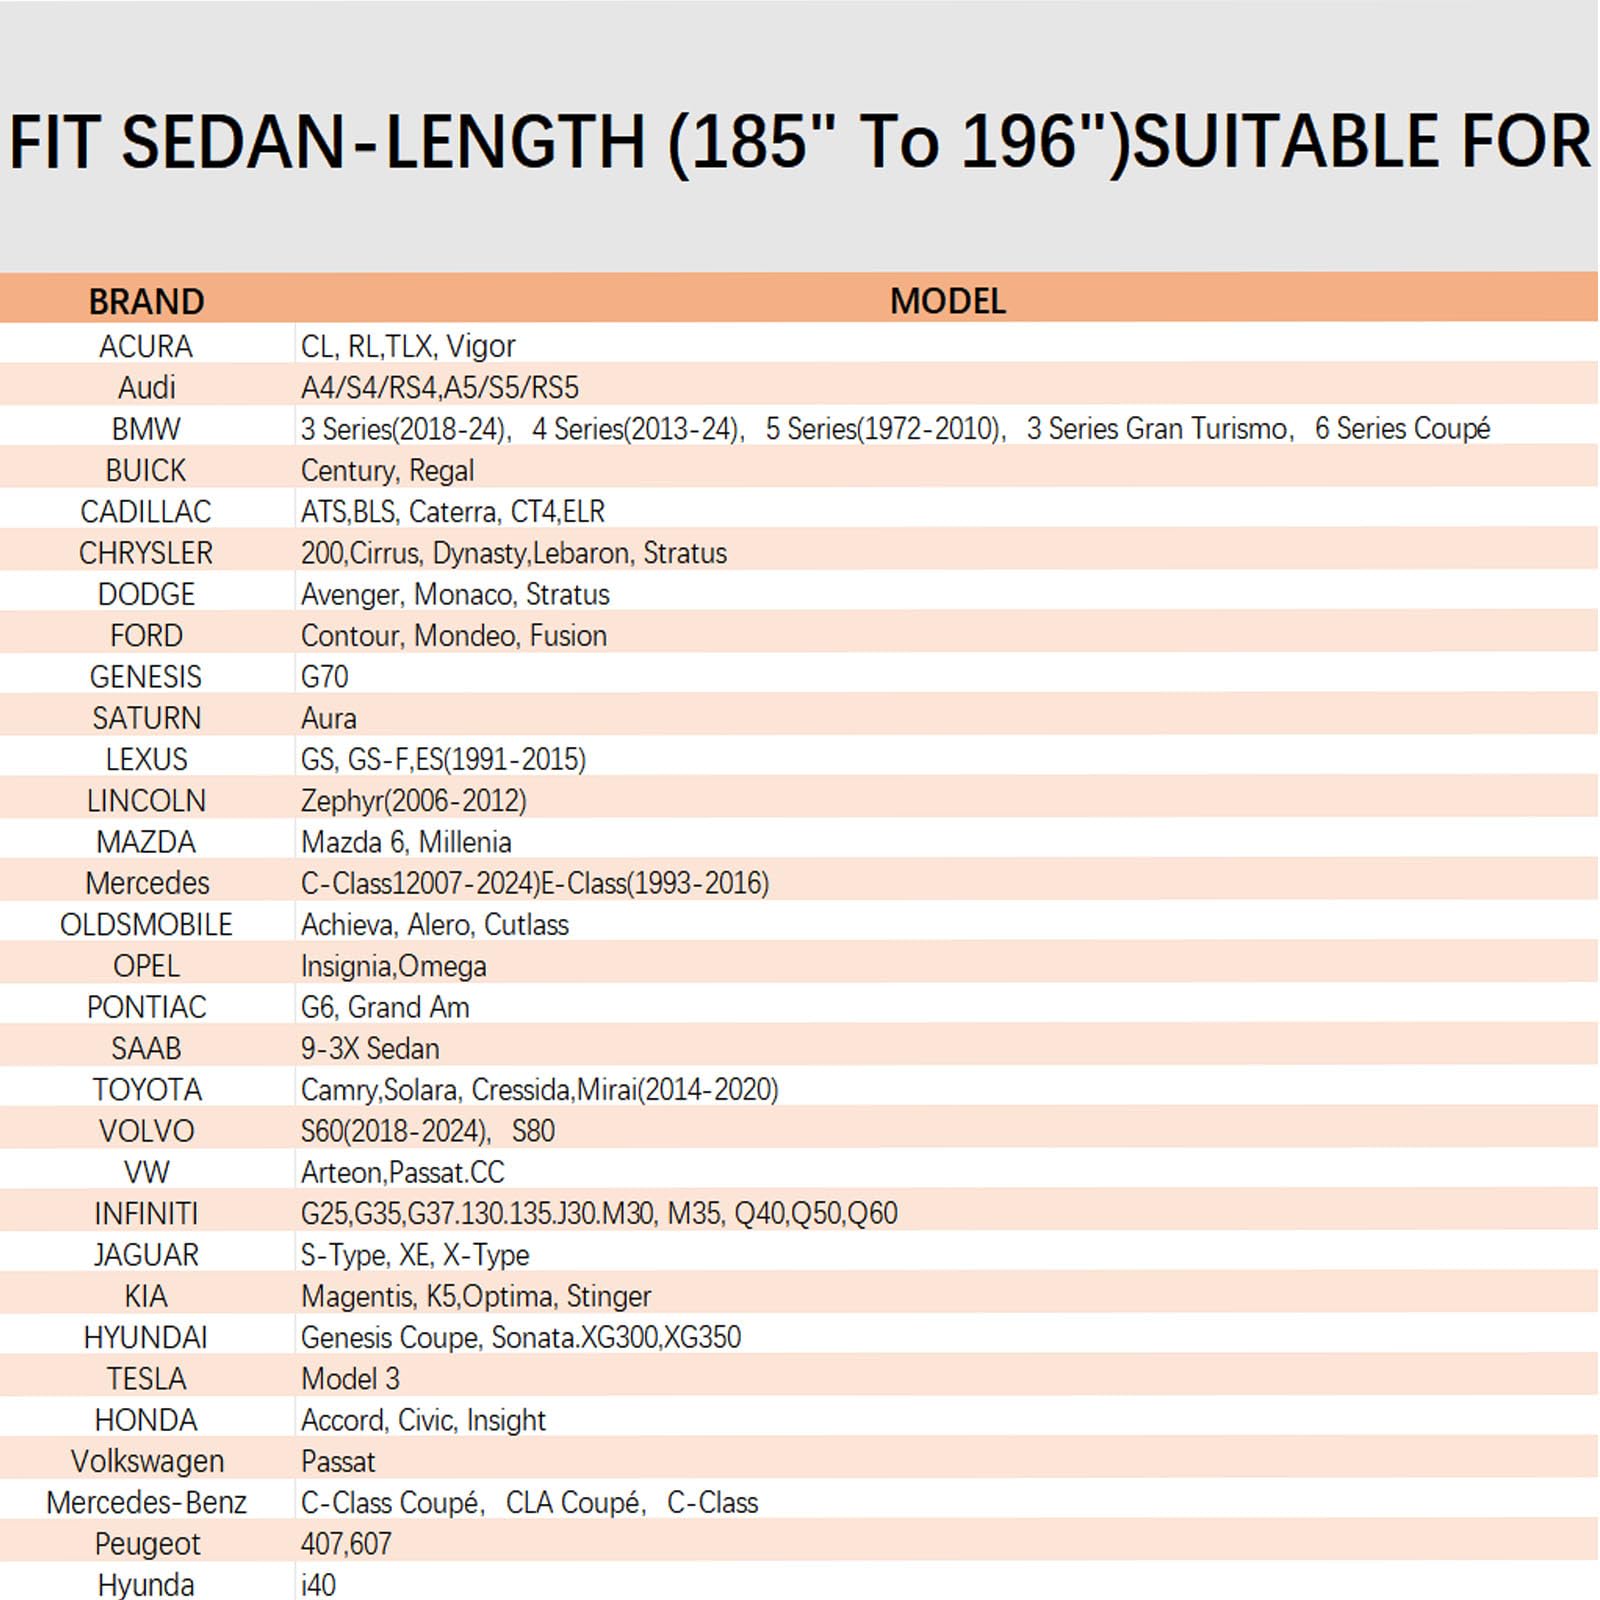 FIT SEDAN-LENGTH (185" To 196")SUITABLE FOR
BRAND MODEL
ACURA CL, RL,TLX, Vigor
Audi A4/S4/RS4,A5/S5/RS5
BMW 3 Series(2018-24), 4 Series(2013-24), 5 Series(1972-2010), 3 Series Gran Turismo, 6 Series Coupé
BUICK Century, Regal
CADILLAC ATS,BLS, Caterra, CT4,ELR
CHRYSLER 200,Cirrus, Dynasty,Lebaron, Stratus
DODGE Avenger, Monaco, Stratus
FORD Contour, Mondeo, Fusion
GENESIS G70
SATURN Aura
LEXUS GS, GS-F,ES(1991-2015)
LINCOLN Zephyr(2006-2012)
MAZDA Mazda 6, Millenia
Mercedes C-Class12007-2024)E-Class(1993-2016)
OLDSMOBILE Achieva, Alero, Cutlass
OPEL Insignia,Omega
PONTIAC G6, Grand Am
SAAB 9-3X Sedan
TOYOTA Camry,Solara, Cressida,Mirai(2014-2020)
VOLVO S60(2018-2024), S80
VW Arteon,Passat.CC
INFINITI G25,G35,G37.130.135.J30.M30, M35, Q40,Q50,Q60
JAGUAR S-Type, XE, X-Type
KIA Magentis, K5,Optima, Stinger
HYUNDAI Genesis Coupe, Sonata.XG300,XG350
TESLA Model 3
HONDA Accord, Civic, Insight
Volkswagen Passat
Mercedes-Benz C-Class Coupé, CLA Coupé, C-Class
Peugeot 407,607
Hyunda i40